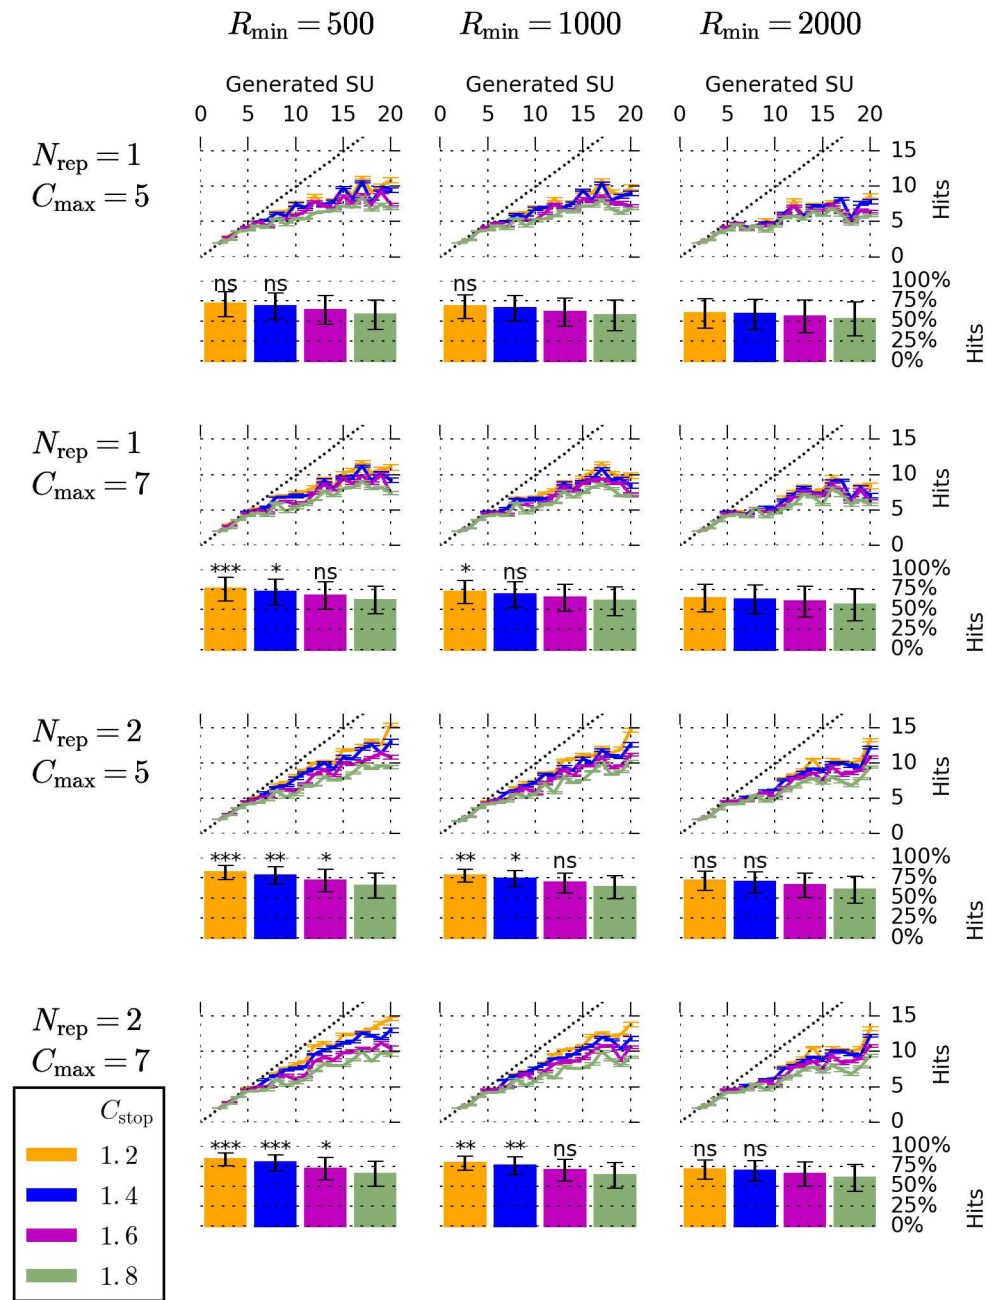 R_min = 500 R_min = 1000 R_min = 2000
Generated SU Generated SU Generated SU
0 5 10 15 20 0 5 10 15 20 0 5 10 15 20
N_rep = 1
C_max = 5
15
10
5
0
Hits
ns ns ns
100%
75%
50%
25%
0%
Hits
N_rep = 1
C_max = 7
15
10
5
0
Hits
*** * ns * ns
100%
75%
50%
25%
0%
Hits
N_rep = 2
C_max = 5
15
10
5
0
Hits
*** ** * ** * ns ns ns
100%
75%
50%
25%
0%
Hits
N_rep = 2
C_max = 7
15
10
5
0
Hits
*** *** * ** ** ns ns ns
100%
75%
50%
25%
0%
Hits
C_stop
1.2
1.4
1.6
1.8